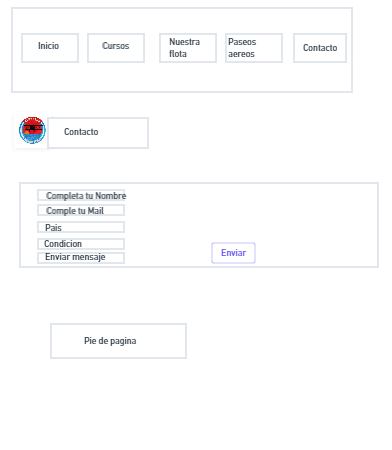 Inicio
Cursos
Nuestra
flota
Paseos
aereos
Contacto
Contacto
Completa tu Nombre
Comple tu Mail
Pais
Condicion
Enviar mensaje
Enviar
Pie de pagina